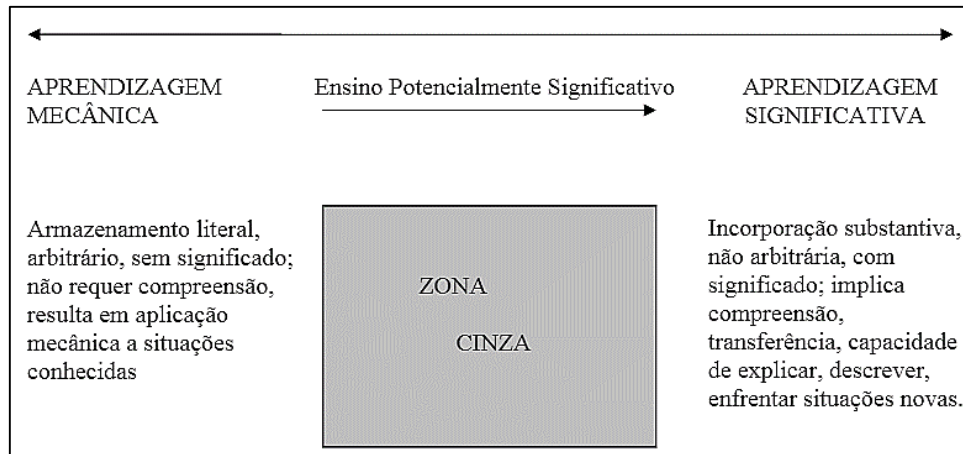 APRENDIZAGEM
MECÂNICA
Ensino Potencialmente Significativo
APRENDIZAGEM
SIGNIFICATIVA
Armazenamento literal,
arbitrário, sem significado;
não requer compreensão,
resulta em aplicação
mecânica a situações
conhecidas
ZONA
CINZA
Incorporação substantiva,
não arbitrária, com
significado; implica
compreensão,
transferência, capacidade
de explicar, descrever,
enfrentar situações novas.